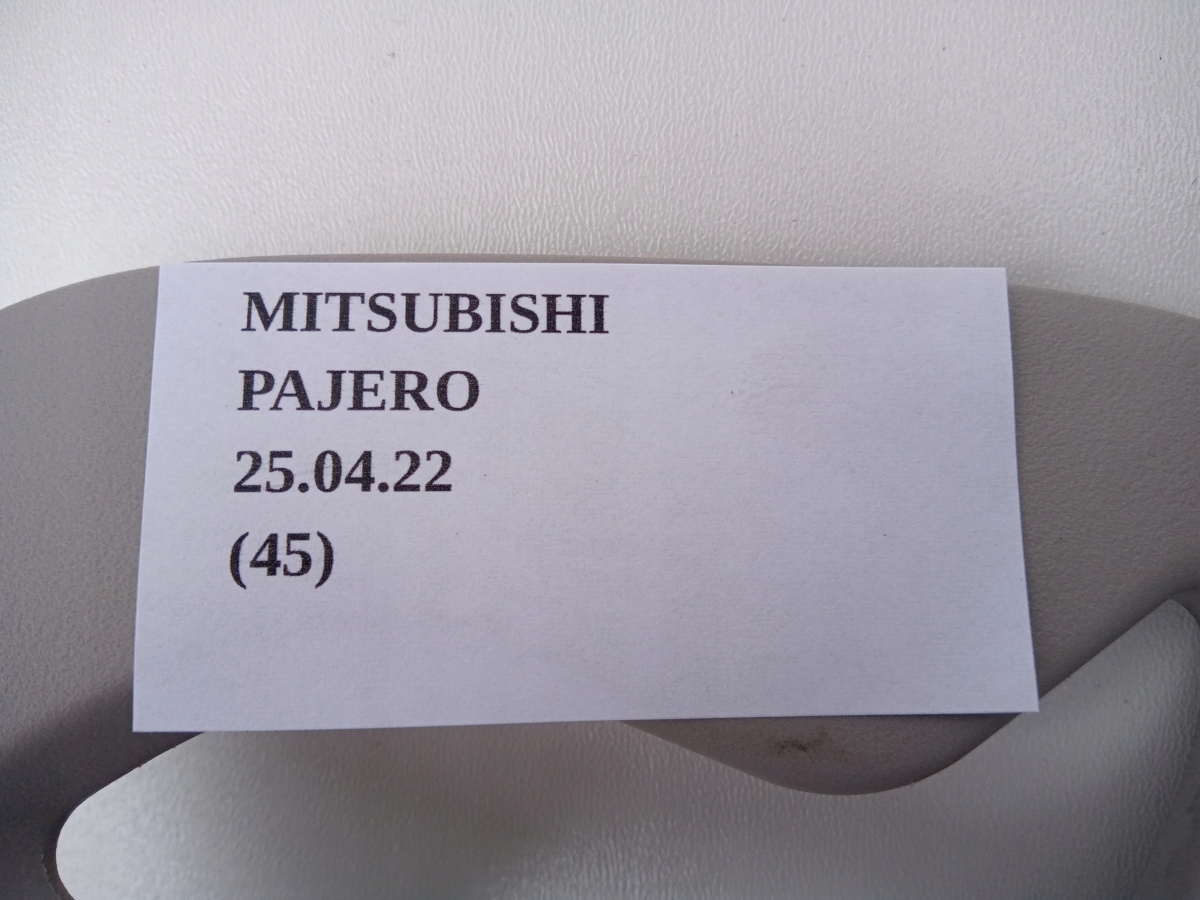 MITSUBISHI
PAJERO
25.04.22
(45)